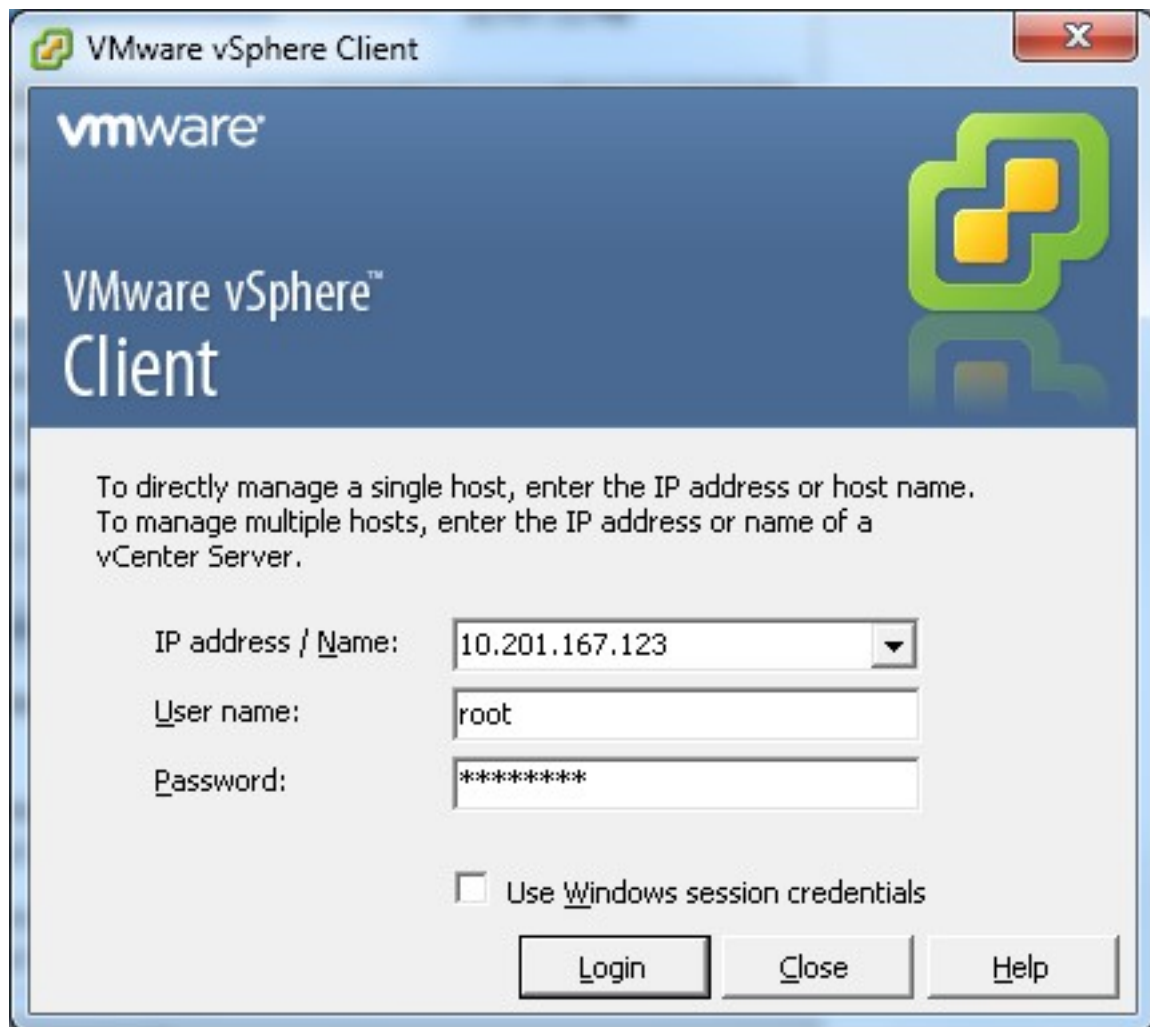 VMware vSphere Client
vmware
VMware vSphere™
Client
To directly manage a single host, enter the IP address or host name.
To manage multiple hosts, enter the IP address or name of a
vCenter Server.
IP address / Name: 10.201.167.123
User name: root
Password: ********
Use Windows session credentials
Login Close Help